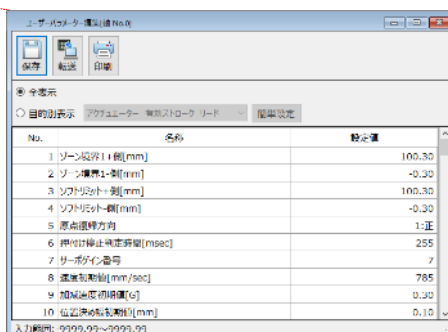 ユーザーパラメーター編集[軸 No.0]
保存 転送 印刷
全表示
目的別表示 アクチュエーター 有効ストローク リード 簡単設定
No. 名称 設定値
1 ゾーン境界1+側[mm] 100.30
2 ゾーン境界1-側[mm] -0.30
3 ソフトリミット+側[mm] 100.30
4 ソフトリミット-側[mm] -0.30
5 原点復帰方向 1:正
6 押付け停止判定時間[msec] 255
7 サーボゲイン番号 7
8 速度初期値[mm/sec] 785
9 加減速度初期値[G] 0.30
10 位置決め幅初期値[mm] 0.10
入力範囲: -9999.99~9999.99